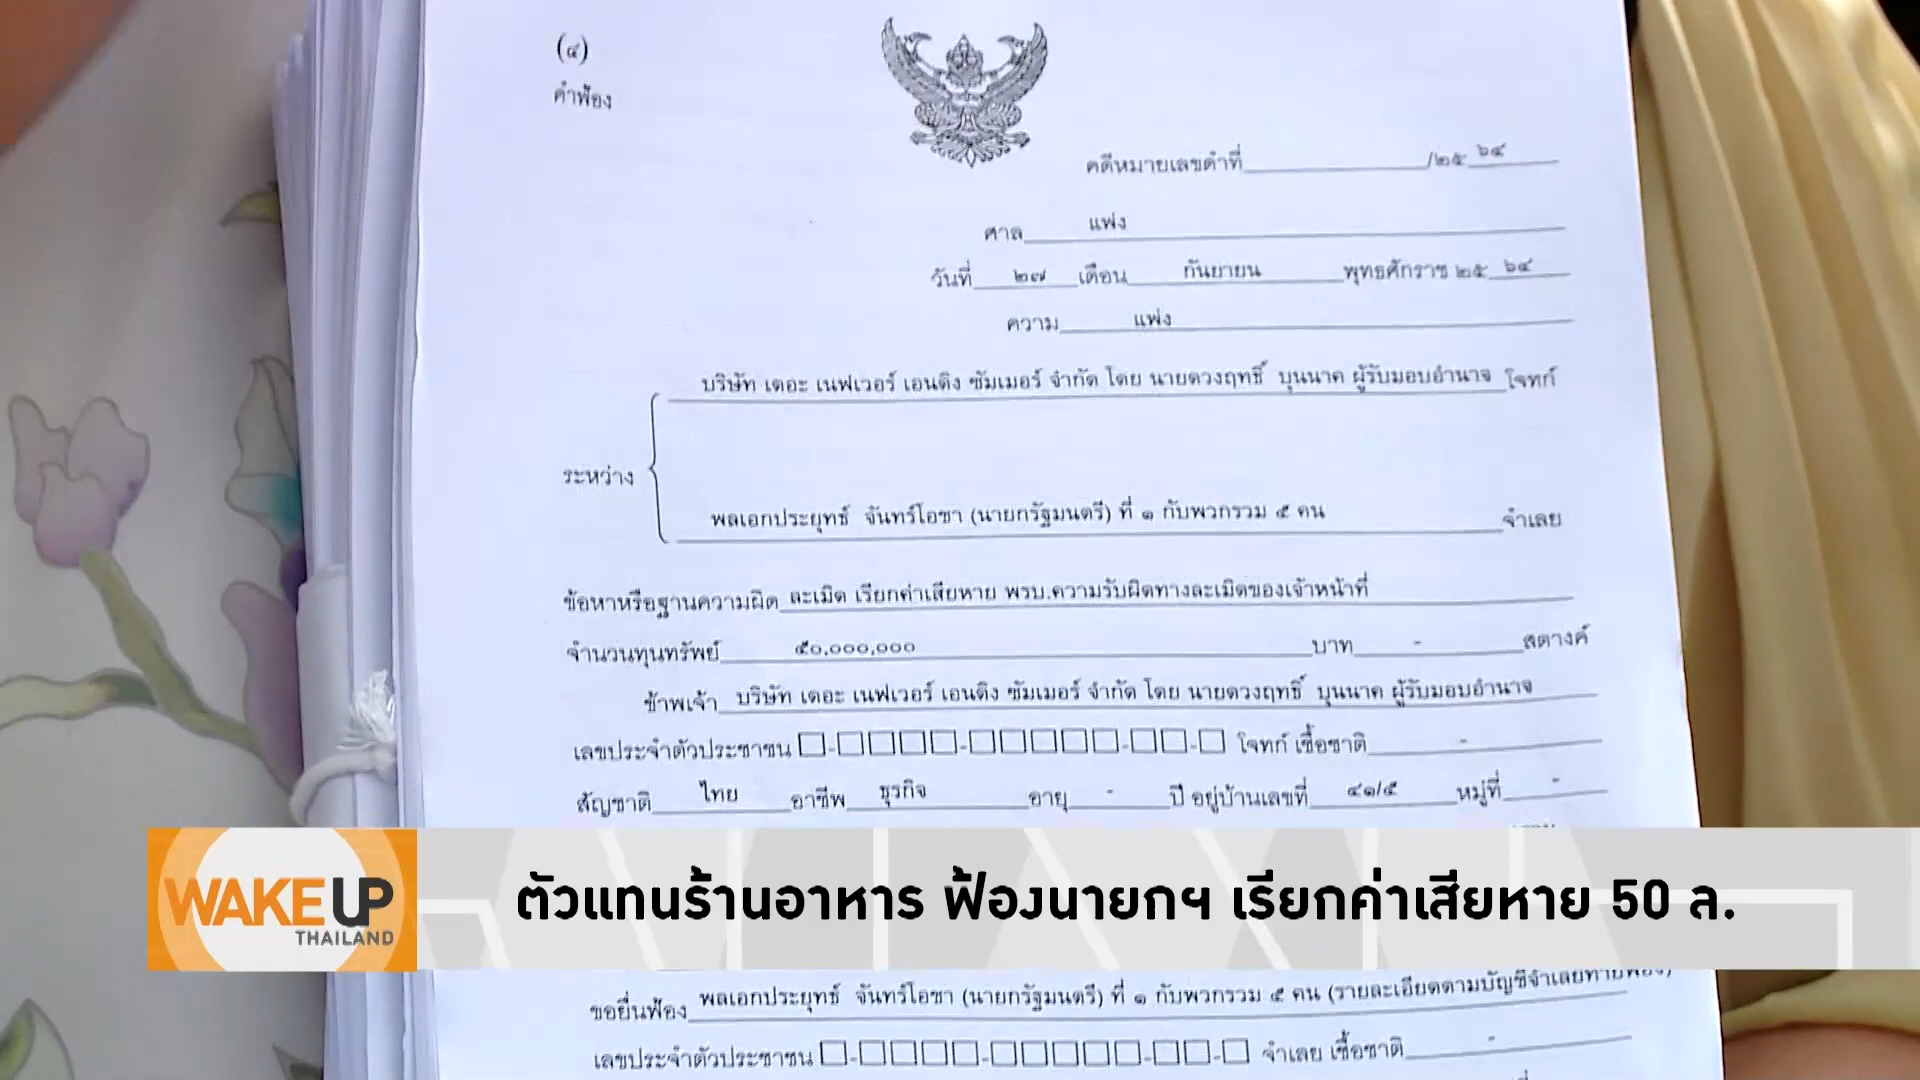 (๔)
คำฟ้อง
คดีหมายเลขดำที่ /๒๕ ๖๔
ศาล แพ่ง
วันที่ ๒๗ เดือน กันยายน พุทธศักราช ๒๕ ๖๔
ความ แพ่ง
บริษัท เดอะ เนฟเวอร์ เอนดิง ซัมเมอร์ จำกัด โดย นายดวงฤทธิ์ บุนนาค ผู้รับมอบอำนาจ โจทก์
ระหว่าง
พลเอกประยุทธ์ จันทร์โอชา (นายกรัฐมนตรี) ที่ ๑ กับพวกรวม ๕ คน จำเลย
ข้อหาหรือฐานความผิด ละเมิด เรียกค่าเสียหาย พรบ.ความรับผิดทางละเมิดของเจ้าหน้าที่
จำนวนทุนทรัพย์ ๕๐,๐๐๐,๐๐๐ บาท - สตางค์
ข้าพเจ้า บริษัท เดอะ เนฟเวอร์ เอนดิง ซัมเมอร์ จำกัด โดย นายดวงฤทธิ์ บุนนาค ผู้รับมอบอำนาจ
เลขประจำตัวประชาชน โจทก์ เชื้อชาติ -
สัญชาติ ไทย อาชีพ ธุรกิจ อายุ - ปี อยู่บ้านเลขที่ ๔๑/๕ หมู่ที่ -
WAKE UP
THAILAND
ตัวแทนร้านอาหาร ฟ้องนายกฯ เรียกค่าเสียหาย 50 ล.
ขอยื่นฟ้อง พลเอกประยุทธ์ จันทร์โอชา (นายกรัฐมนตรี) ที่ ๑ กับพวกรวม ๕ คน (รายละเอียดตามบัญชีจำเลยท้ายฟ้อง)
เลขประจำตัวประชาชน จำเลย เชื้อชาติ -